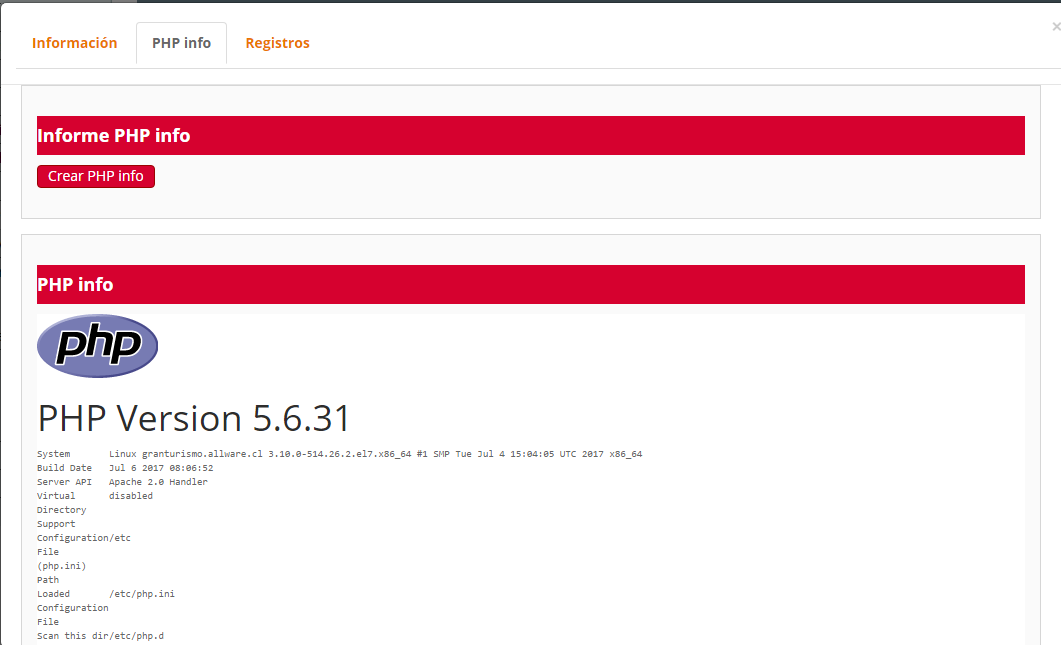 Información PHP info Registros
×
Informe PHP info
Crear PHP info
PHP info
php
PHP Version 5.6.31
System Linux granturismo.allware.cl 3.10.0-514.26.2.el7.x86_64 #1 SMP Tue Jul 4 15:04:05 UTC 2017 x86_64
Build Date Jul 6 2017 08:06:52
Server API Apache 2.0 Handler
Virtual disabled
Directory
Support
Configuration/etc
File
(php.ini)
Path
Loaded /etc/php.ini
Configuration
File
Scan this dir/etc/php.d